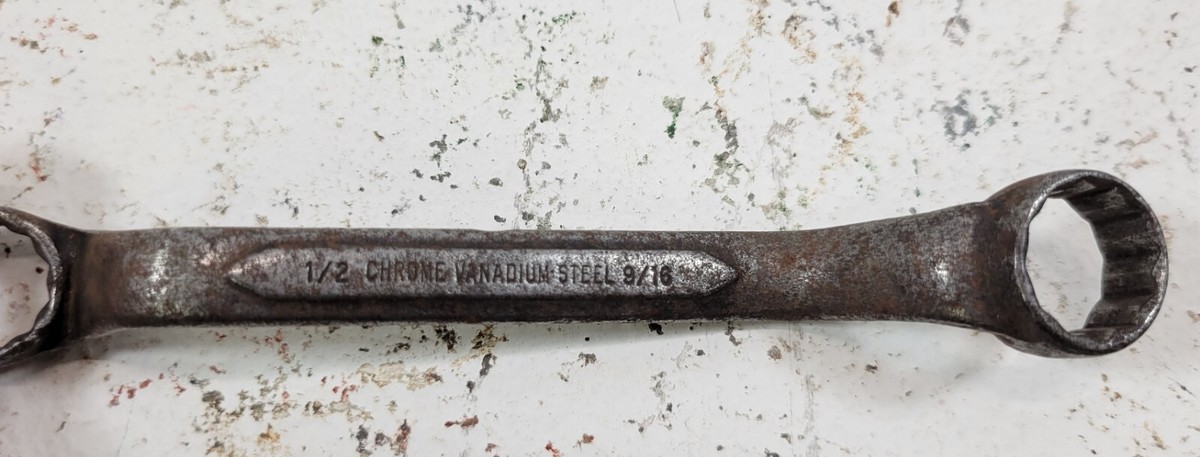 1/2 CHROME VANADIUM STEEL 9/16